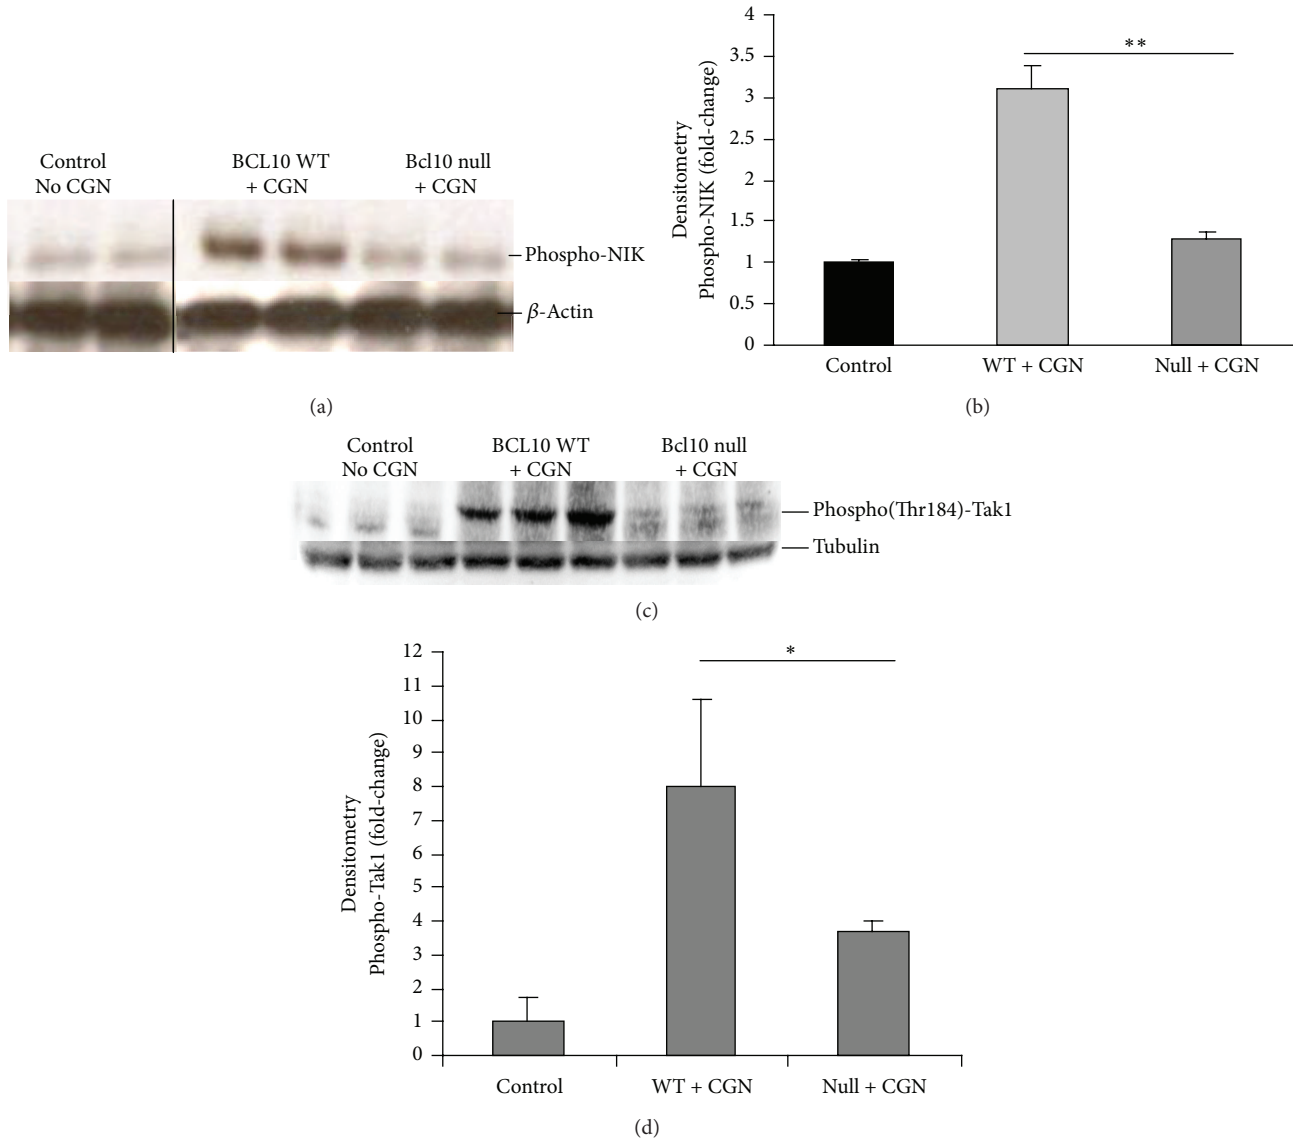 Control
No CGN
BCL10 WT
+ CGN
Bcl10 null
+ CGN
Phospho-NIK
β-Actin
(a)
Densitometry
Phospho-NIK (fold-change)
4
3.5
3
2.5
2
1.5
1
0.5
0
**
Control
WT + CGN
Null + CGN
(b)
Control
No CGN
BCL10 WT
+ CGN
Bcl10 null
+ CGN
Phospho(Thr184)-Tak1
Tubulin
(c)
Densitometry
Phospho-Tak1 (fold-change)
12
11
10
9
8
7
6
5
4
3
2
1
0
*
Control
WT + CGN
Null + CGN
(d)